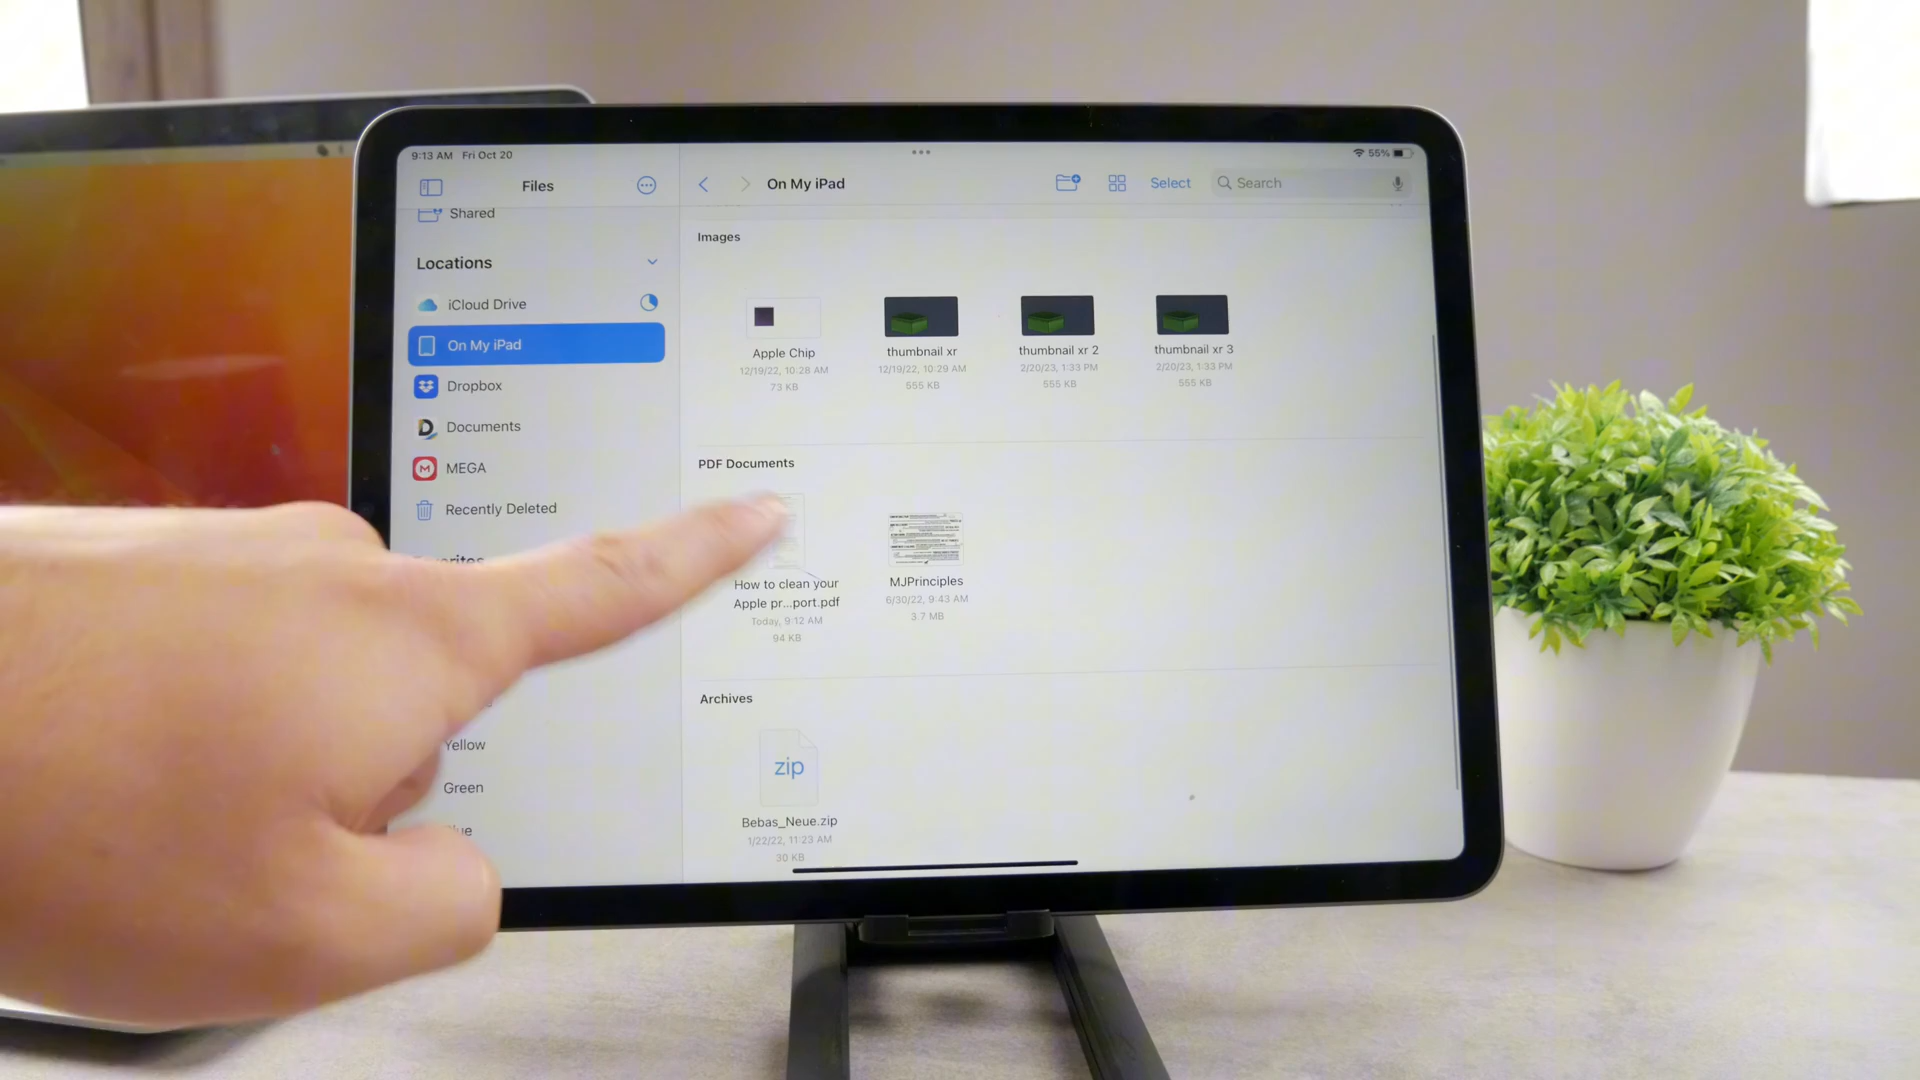 9:13 AM Fri Oct 20
55%
Files
On My iPad
Select
Search
Shared
Locations
iCloud Drive
On My iPad
Dropbox
Documents
MEGA
Recently Deleted
Yellow
Green
Images
Apple Chip
12/19/22, 10:28 AM
73 KB
thumbnail xr
12/19/22, 10:29 AM
555 KB
thumbnail xr 2
2/20/23, 1:33 PM
555 KB
thumbnail xr 3
2/20/23, 1:33 PM
555 KB
PDF Documents
How to clean your
Apple pr...port.pdf
Today, 9:12 AM
94 KB
MJPrinciples
6/30/22, 9:43 AM
3.7 MB
Archives
zip
Bebas_Neue.zip
1/22/22, 11:23 AM
30 KB